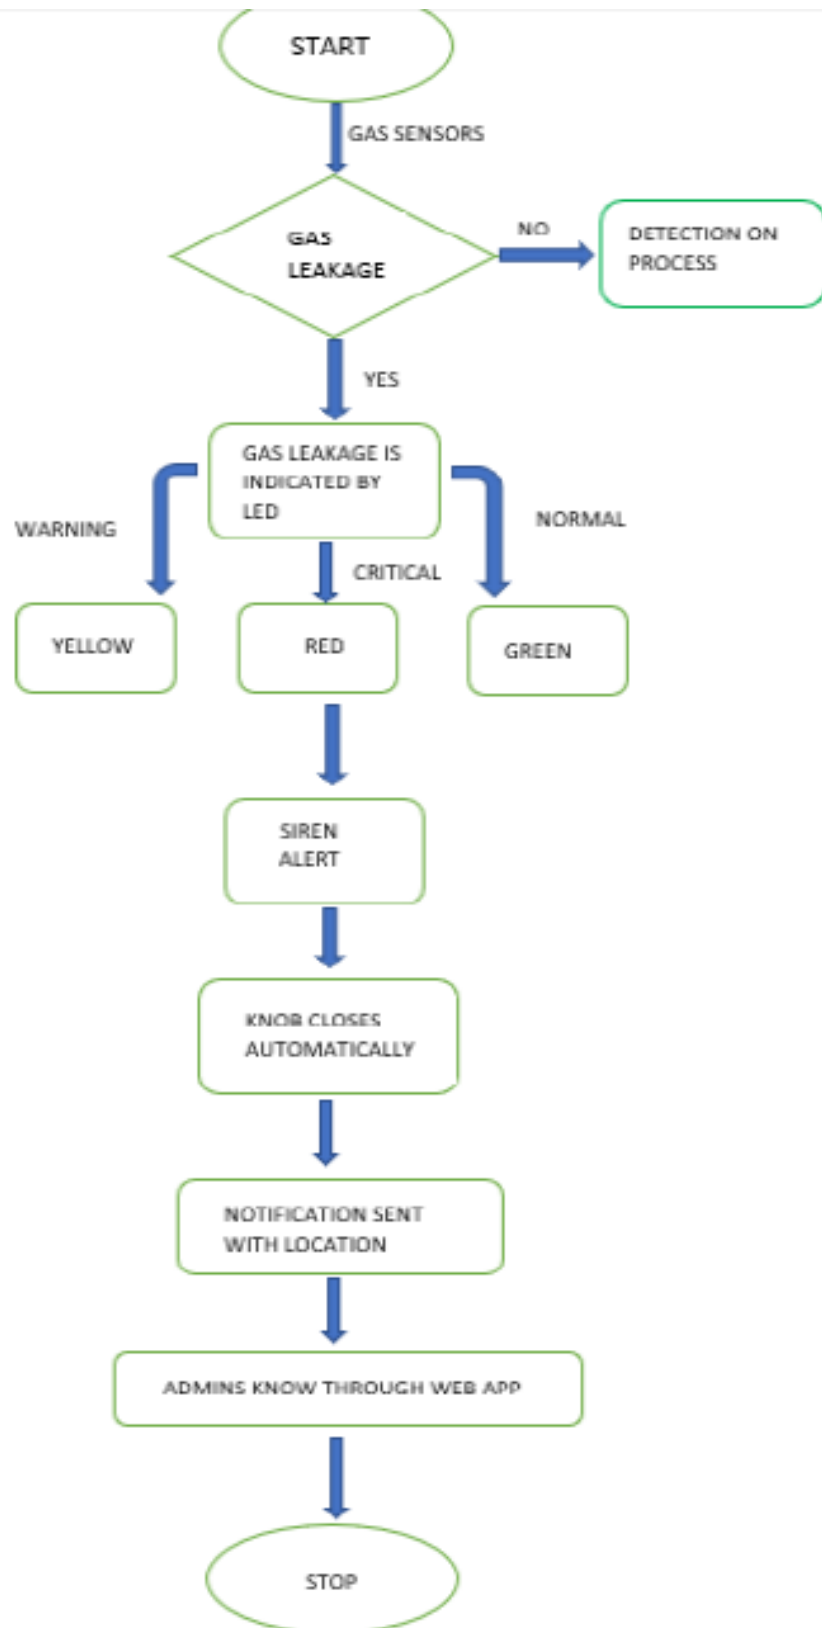 START
GAS SENSORS
GAS
LEAKAGE
NO
DETECTION ON
PROCESS
YES
GAS LEAKAGE IS
INDICATED BY
LED
WARNING
NORMAL
CRITICAL
YELLOW
RED
GREEN
SIREN
ALERT
KNOB CLOSES
AUTOMATICALLY
NOTIFICATION SENT
WITH LOCATION
ADMINS KNOW THROUGH WEB APP
STOP